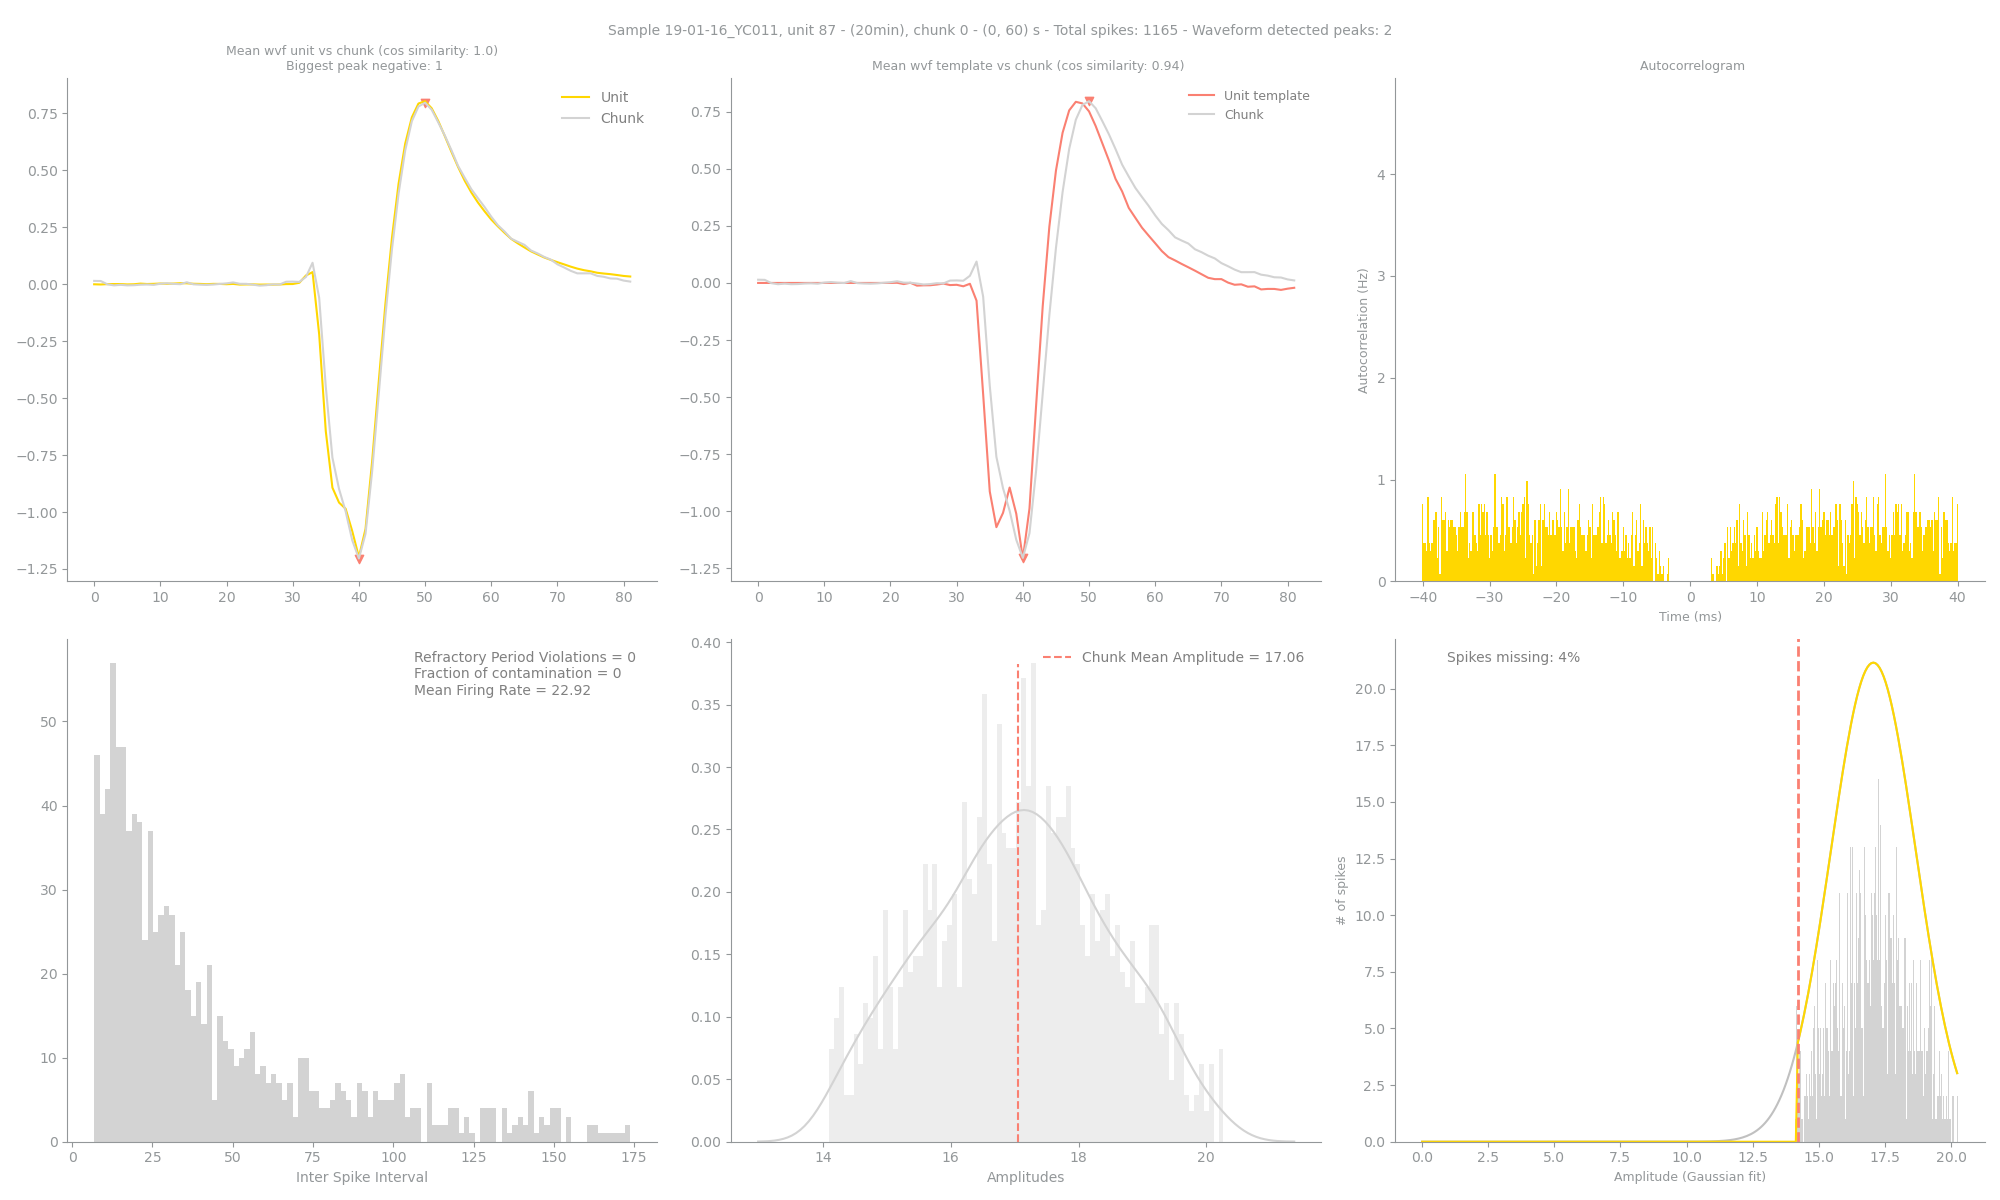 Sample 19-01-16_YC011, unit 87 - (20min), chunk 0 - (0, 60) s - Total spikes: 1165 - Waveform detected peaks: 2
Mean wvf unit vs chunk (cos similarity: 1.0)
Biggest peak negative: 1
Unit
Chunk
0.75
0.50
0.25
0.00
−0.25
−0.50
−0.75
−1.00
−1.25
0 10 20 30 40 50 60 70 80
Mean wvf template vs chunk (cos similarity: 0.94)
Unit template
Chunk
0.75
0.50
0.25
0.00
−0.25
−0.50
−0.75
−1.00
−1.25
0 10 20 30 40 50 60 70 80
Autocorrelogram
Autocorrelation (Hz)
4
3
2
1
0
−40 −30 −20 −10 0 10 20 30 40
Time (ms)
Refractory Period Violations = 0
Fraction of contamination = 0
Mean Firing Rate = 22.92
50
40
30
20
10
0
0 25 50 75 100 125 150 175
Inter Spike Interval
Chunk Mean Amplitude = 17.06
0.40
0.35
0.30
0.25
0.20
0.15
0.10
0.05
0.00
14 16 18 20
Amplitudes
Spikes missing: 4%
# of spikes
20.0
17.5
15.0
12.5
10.0
7.5
5.0
2.5
0.0
0.0 2.5 5.0 7.5 10.0 12.5 15.0 17.5 20.0
Amplitude (Gaussian fit)